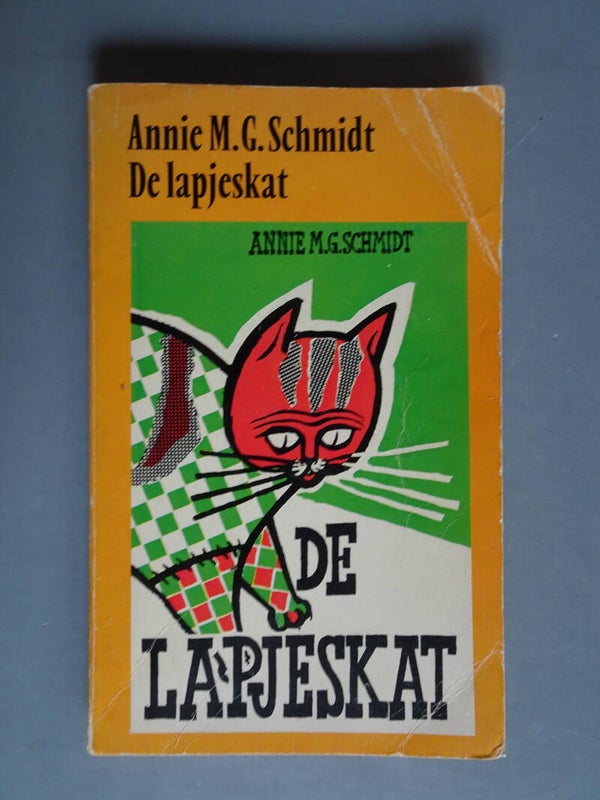 Annie M.G. Schmidt
De lapjeskat
ANNIE M.G. SCHMIDT
DE
LAPJESKAT